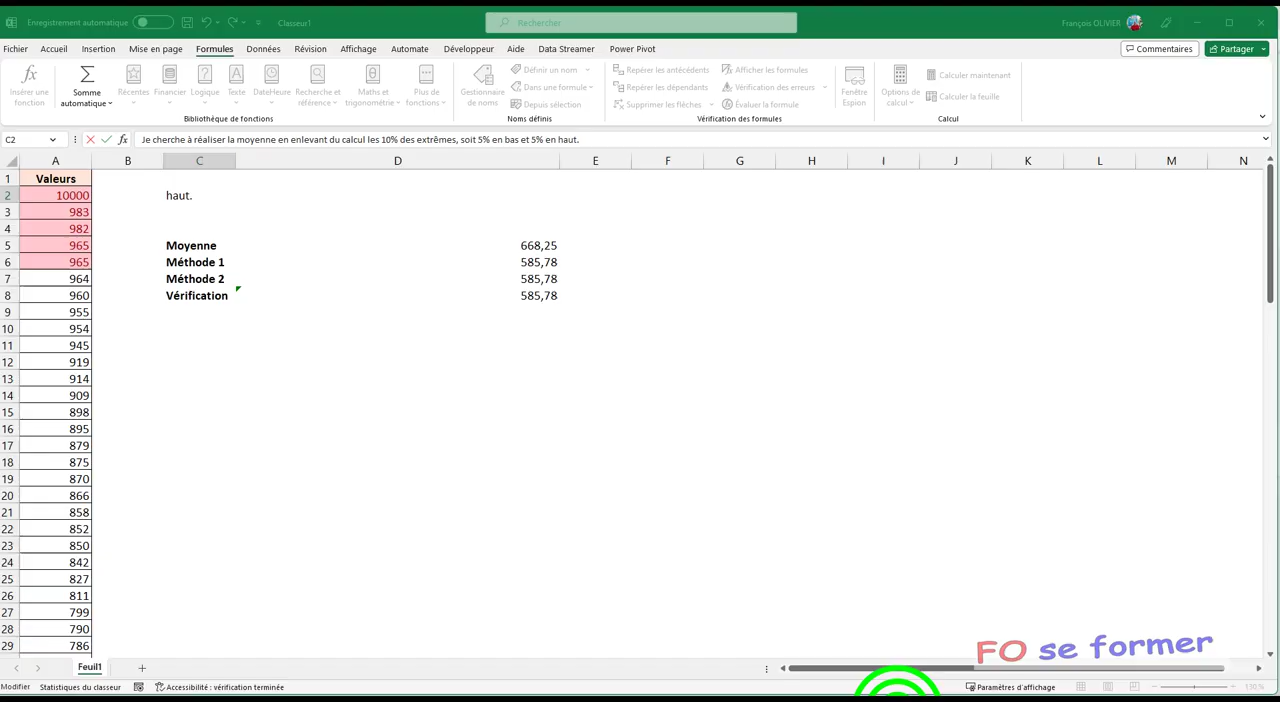 Enregistrement automatique Classeur1 Rechercher François OLIVIER
Fichier Accueil Insertion Mise en page Formules Données Révision Affichage Automate Développeur Aide Data Streamer Power Pivot Commentaires Partager
Insérer une fonction
Somme automatique
Récentes
Financier
Logique
Texte
DateHeure
Recherche et référence
Maths et trigonométrie
Plus de fonctions
Bibliothèque de fonctions
Gestionnaire de noms
Définir un nom
Dans une formule
Depuis sélection
Noms définis
Repérer les antécédents
Repérer les dépendants
Supprimer les flèches
Afficher les formules
Vérification des erreurs
Évaluer la formule
Vérification des formules
Fenêtre Espion
Options de calcul
Calculer maintenant
Calculer la feuille
Calcul
C2 fx Je cherche à réaliser la moyenne en enlevant du calcul les 10% des extrêmes, soit 5% en bas et 5% en haut.
A B C D E F G H I J K L M N
1 Valeurs
2 10000 haut.
3 983
4 982
5 965 Moyenne 668,25
6 965 Méthode 1 585,78
7 964 Méthode 2 585,78
8 960 Vérification 585,78
9 955
10 954
11 945
12 919
13 914
14 909
15 898
16 895
17 879
18 875
19 870
20 866
21 858
22 852
23 850
24 842
25 827
26 811
27 799
28 790
29 786
FO se former
Feuil1
Modifier Statistiques du classeur Accessibilité : vérification terminée Paramètres d'affichage 130 %